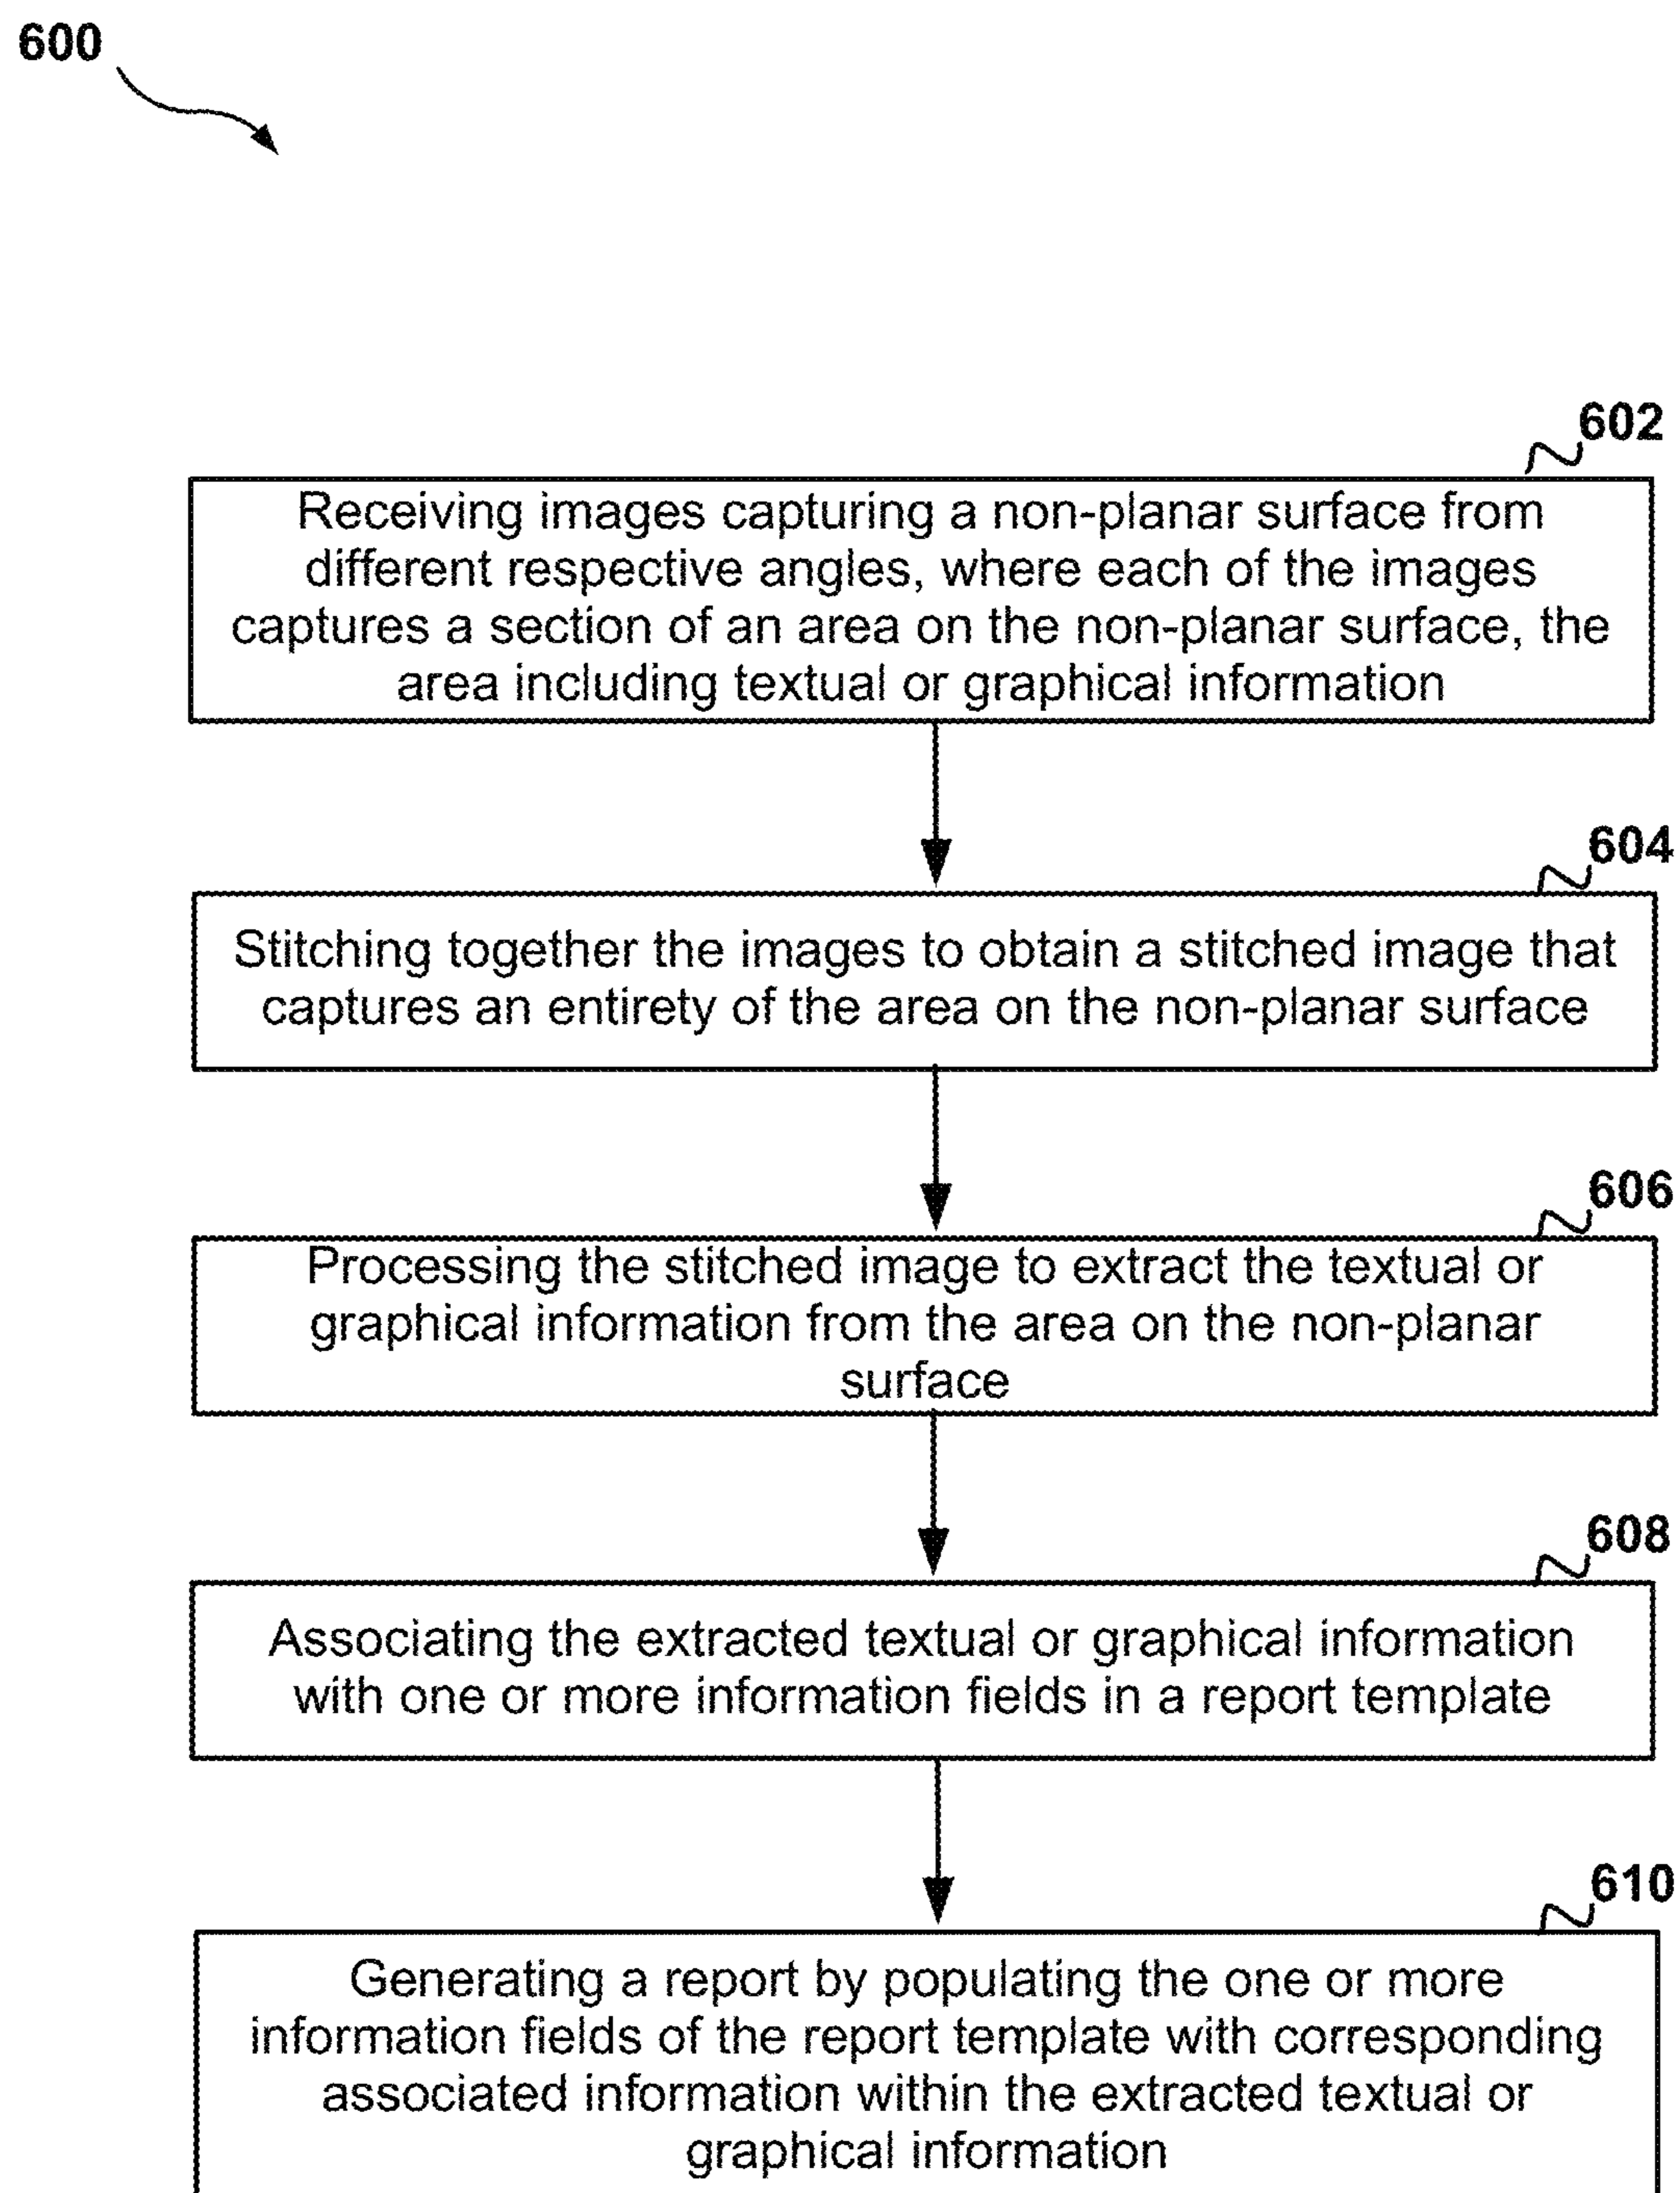 600
602
Receiving images capturing a non-planar surface from
different respective angles, where each of the images
captures a section of an area on the non-planar surface, the
area including textual or graphical information
604
Stitching together the images to obtain a stitched image that
captures an entirety of the area on the non-planar surface
606
Processing the stitched image to extract the textual or
graphical information from the area on the non-planar
surface
608
Associating the extracted textual or graphical information
with one or more information fields in a report template
610
Generating a report by populating the one or more
information fields of the report template with corresponding
associated information within the extracted textual or
graphical information